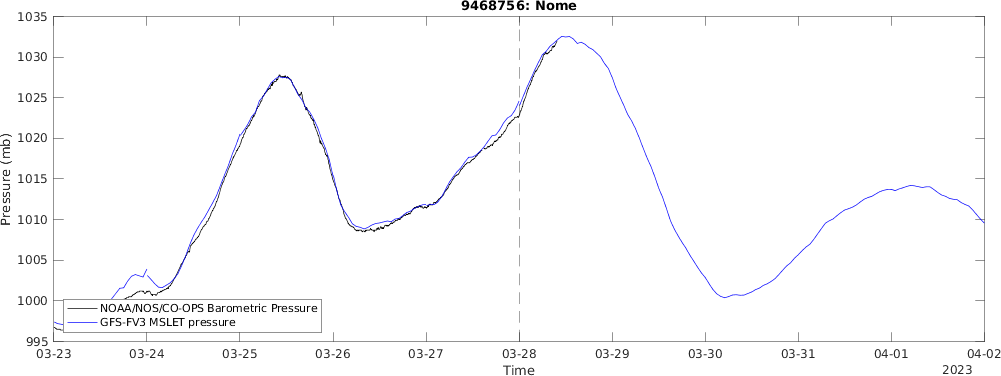 9468756: Nome
1035
1030
1025
1020
1015
1010
1005
1000
995
Pressure (mb)
NOAA/NOS/CO-OPS Barometric Pressure
GFS-FV3 MSLET pressure
03-23 03-24 03-25 03-26 03-27 03-28 03-29 03-30 03-31 04-01 04-02
Time
2023